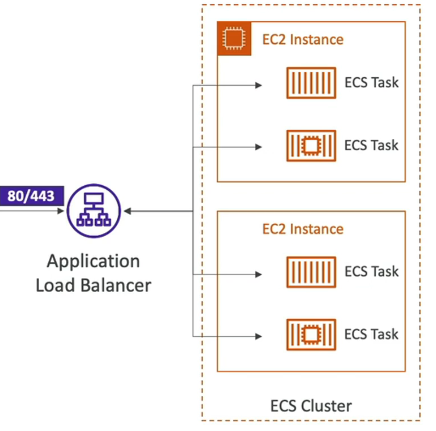 EC2 Instance
ECS Task
ECS Task
80/443
Application
Load Balancer
EC2 Instance
ECS Task
ECS Task
ECS Cluster